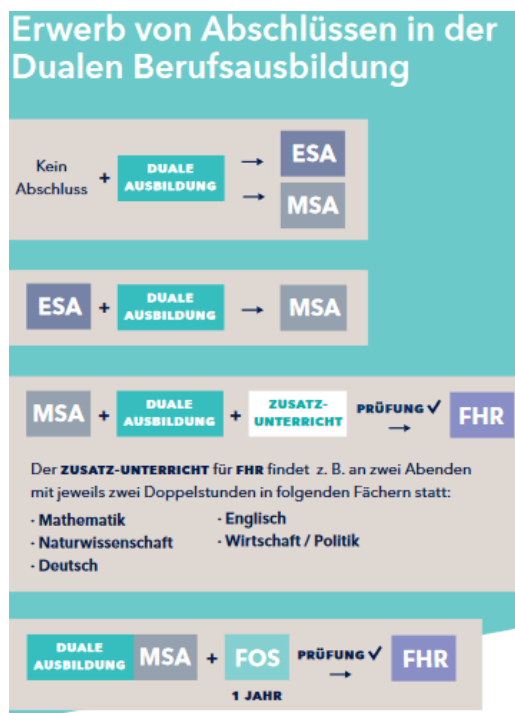 Erwerb von Abschlüssen in der
Dualen Berufsausbildung
Kein
Abschluss
+
DUALE
AUSBILDUNG
→ ESA
→ MSA
ESA + DUALE
AUSBILDUNG → MSA
MSA + DUALE
AUSBILDUNG + ZUSATZ-
UNTERRICHT PRÜFUNG ✓
→ FHR
Der ZUSATZ-UNTERRICHT für FHR findet z. B. an zwei Abenden
mit jeweils zwei Doppelstunden in folgenden Fächern statt:
· Mathematik
· Naturwissenschaft
· Deutsch
· Englisch
· Wirtschaft / Politik
DUALE
AUSBILDUNG MSA + FOS PRÜFUNG ✓
→ FHR
1 JAHR